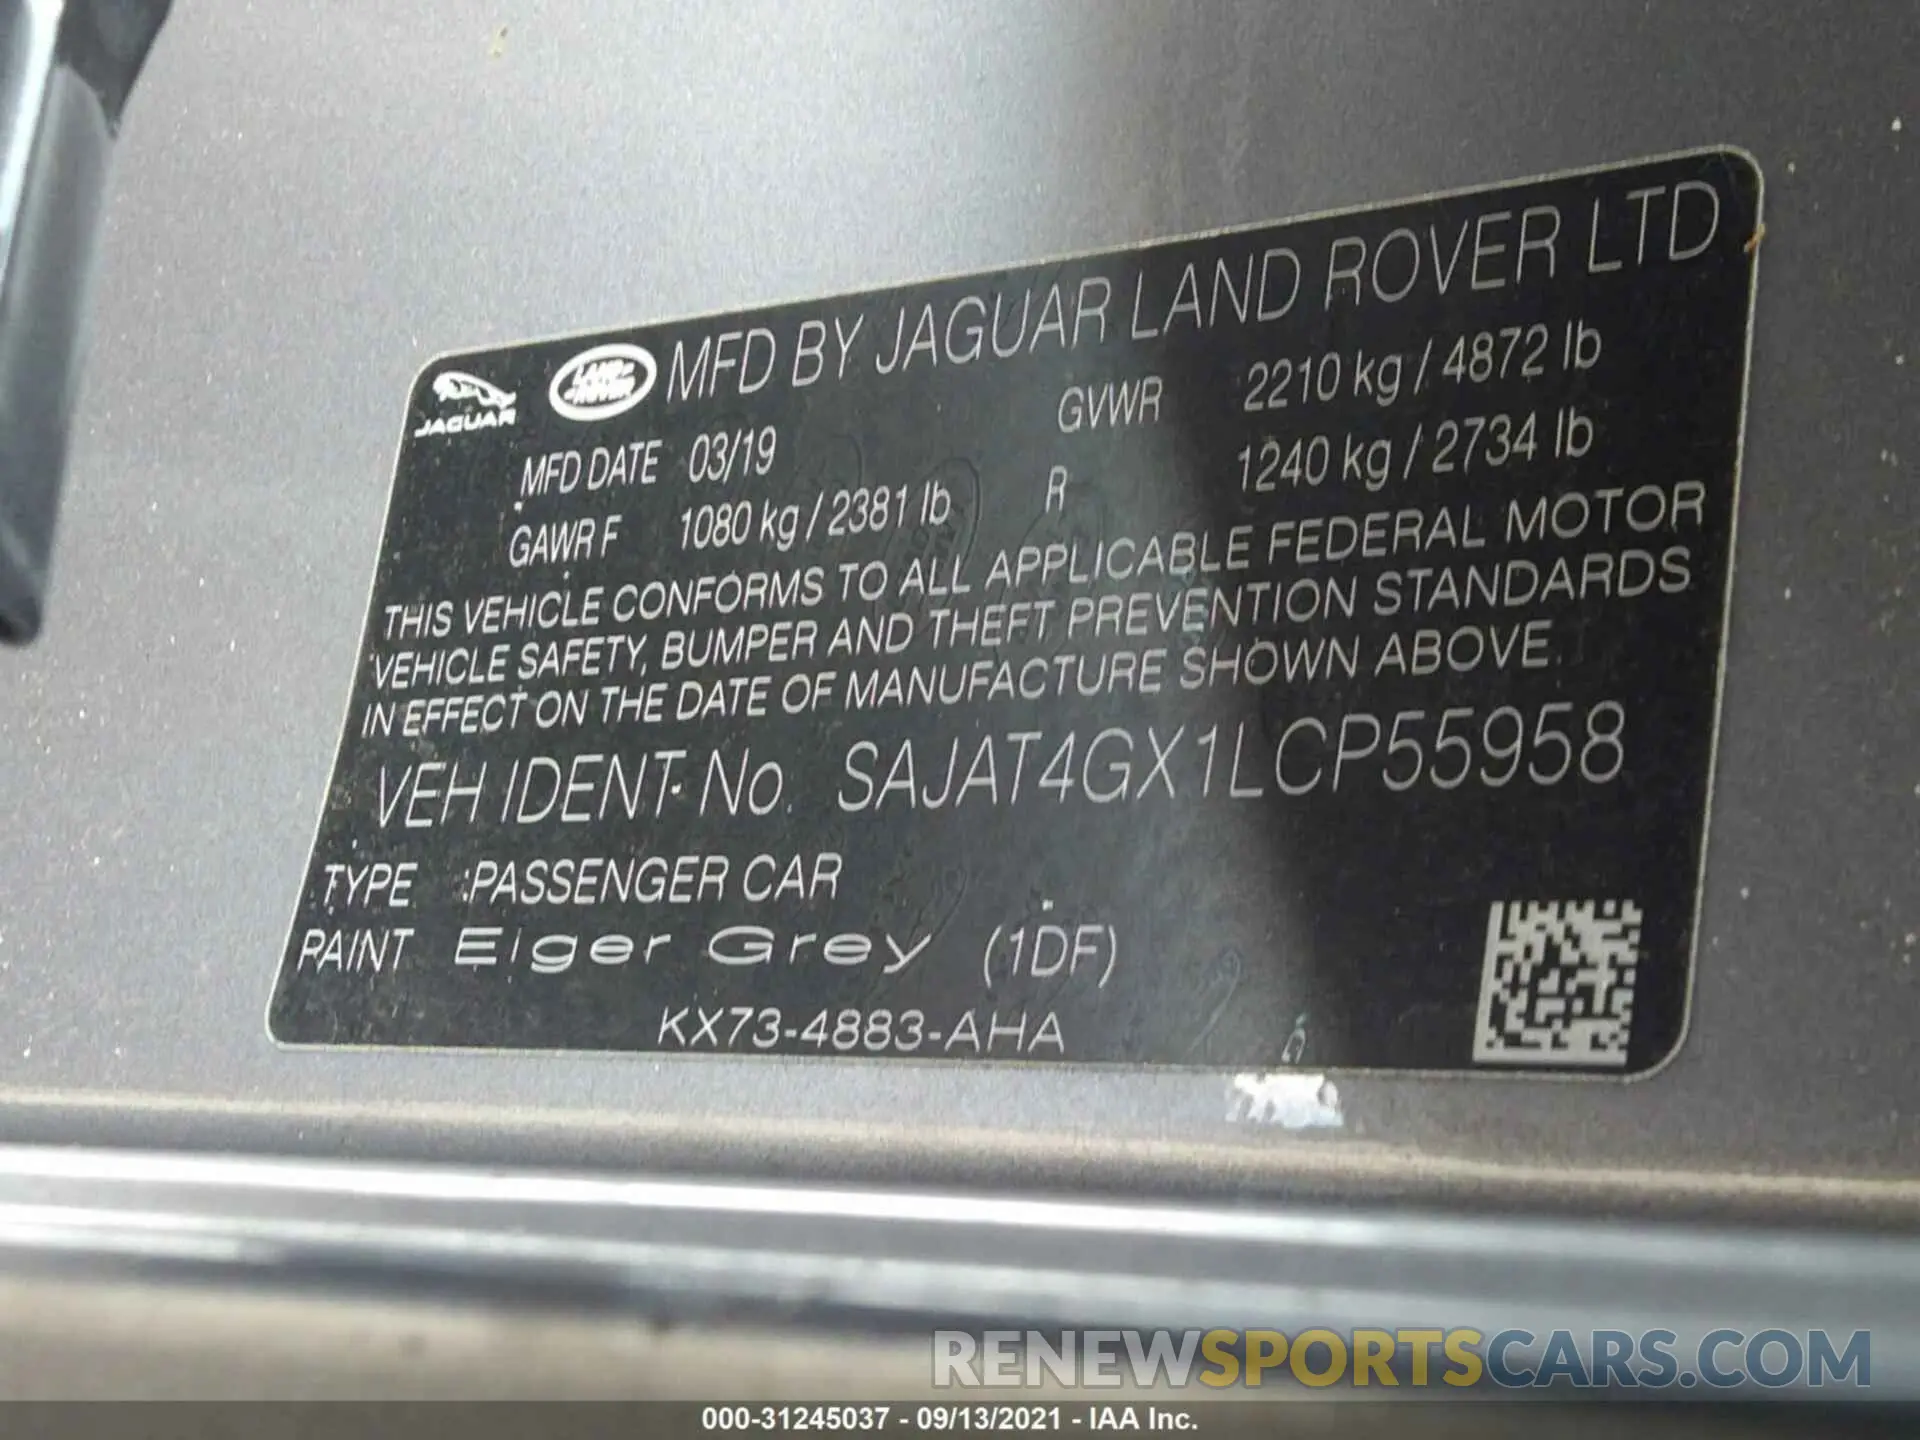 JAGUAR LAND ROVER MFD BY JAGUAR LAND ROVER LTD
MFD DATE 03/19 GVWR 2210 kg / 4872 lb
GAWR F 1080 kg / 2381 lb R 1240 kg / 2734 lb
THIS VEHICLE CONFORMS TO ALL APPLICABLE FEDERAL MOTOR
VEHICLE SAFETY, BUMPER AND THEFT PREVENTION STANDARDS
IN EFFECT ON THE DATE OF MANUFACTURE SHOWN ABOVE.
VEH IDENT No. SAJAT4GX1LCP55958
TYPE :PASSENGER CAR
PAINT Eiger Grey (1DF)
KX73-4883-AHA
RENEWSPORTSCARS.COM
000-31245037 - 09/13/2021 - IAA Inc.